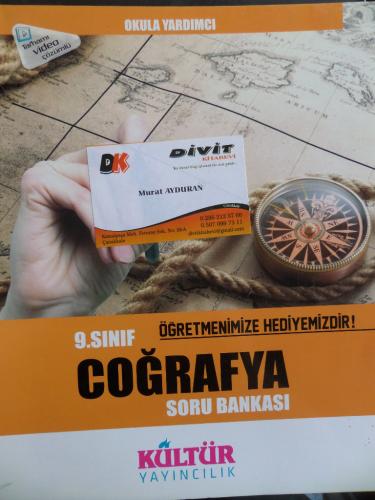 OKULA YARDIMCI
Tamamı
video
çözümlü
DK
DİVİT
KİTABEVİ
Murat AYDURAN
9.SINIF
ÖĞRETMENİMİZE HEDİYEMİZDİR!
COĞRAFYA
SORU BANKASI
KÜLTÜR
YAYINCILIK